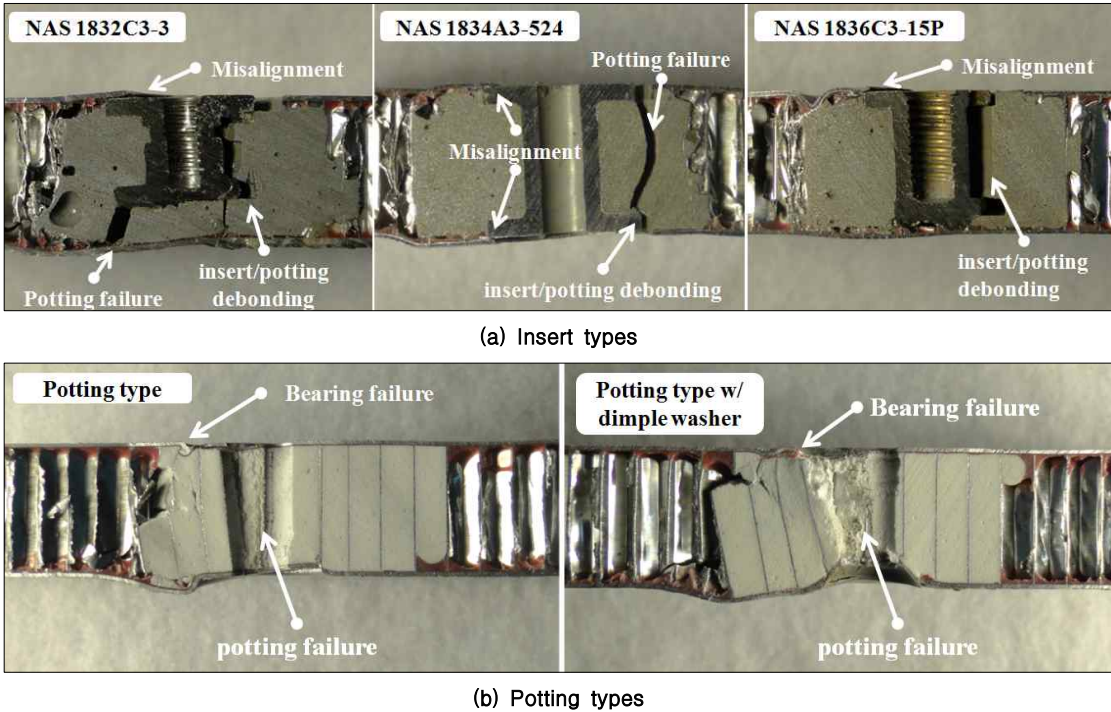 NAS 1832C3-3
Misalignment
Potting failure
insert/potting
debonding
NAS 1834A3-524
Potting failure
Misalignment
insert/potting debonding
NAS 1836C3-15P
Misalignment
insert/potting
debonding
(a) Insert types
Potting type
Bearing failure
potting failure
Potting type w/
dimple washer
Bearing failure
potting failure
(b) Potting types